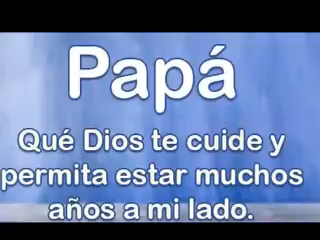 Papá
Qué Dios te cuide y
permita estar muchos
años a mi lado.